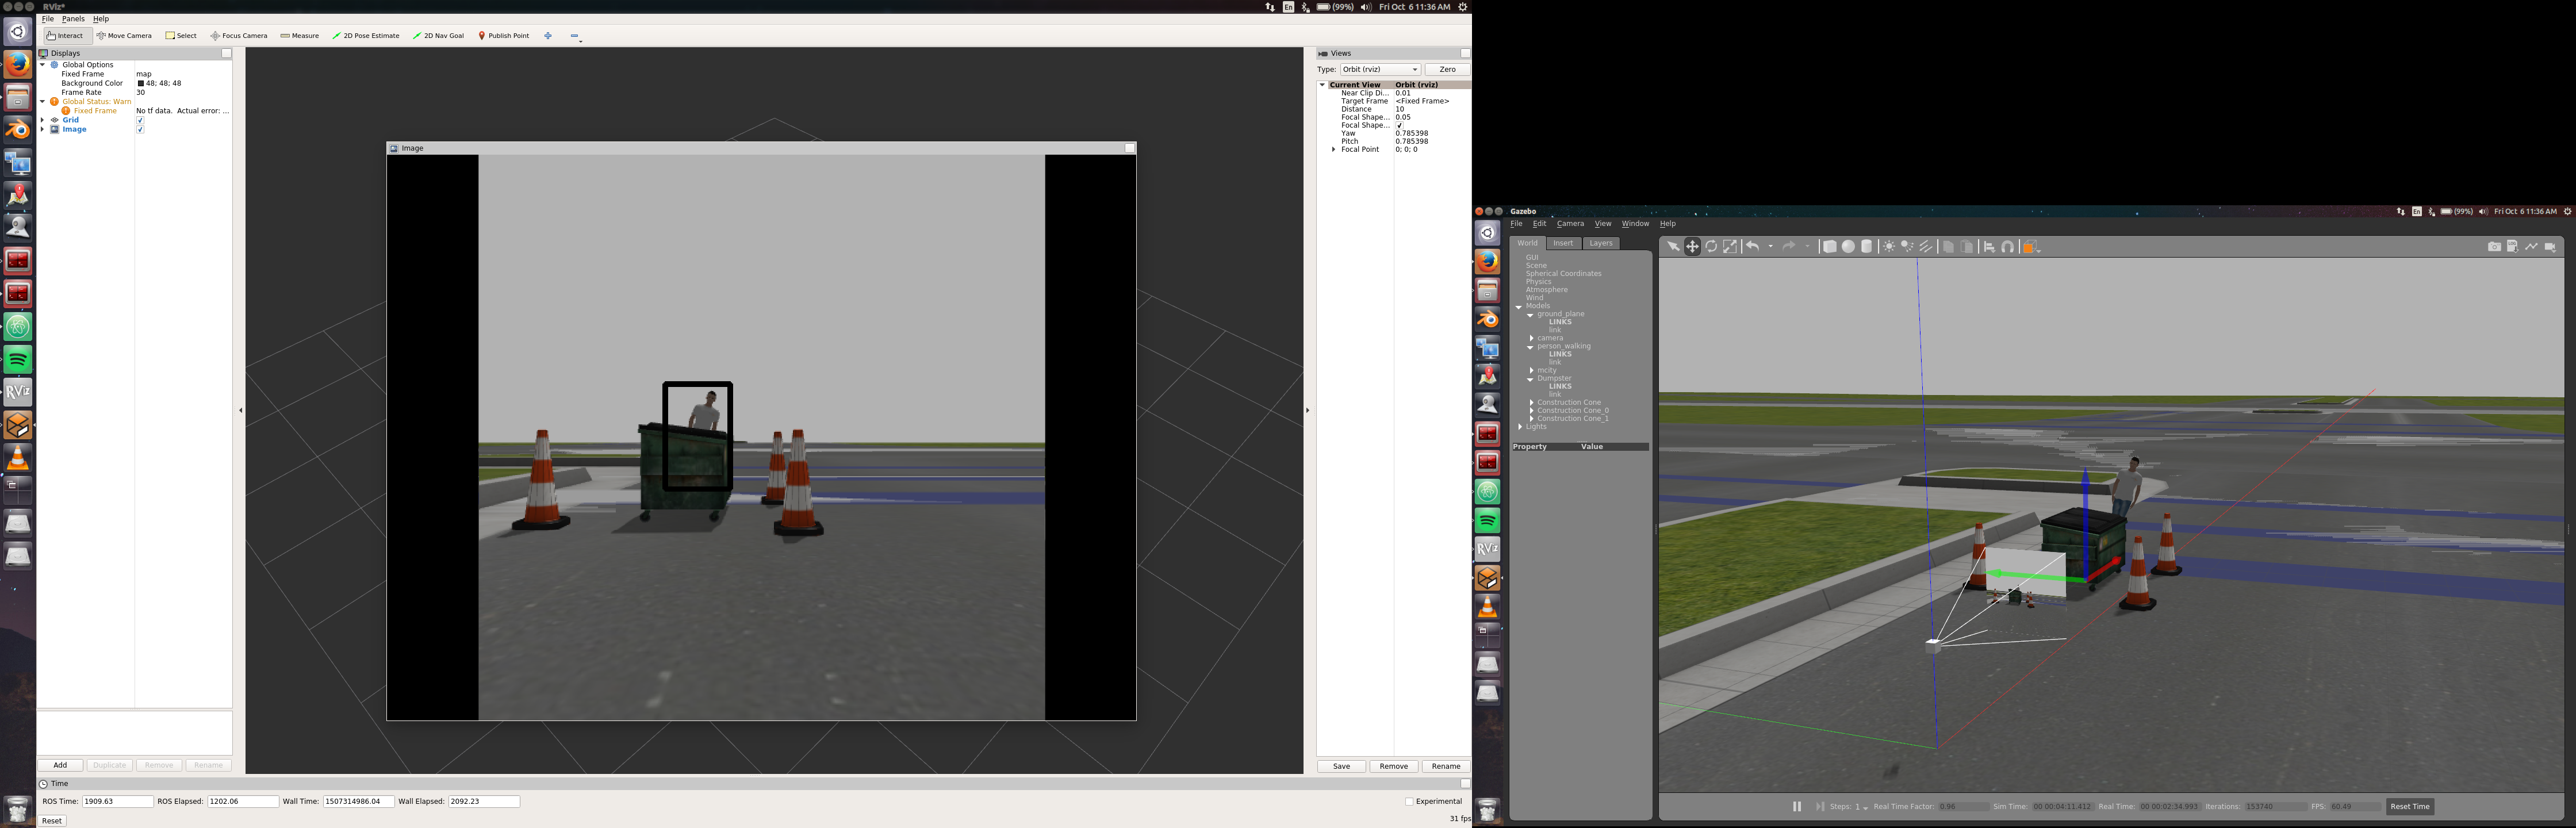 RViz*
En (99%) Fri Oct 6 11:36 AM
File Panels Help
Interact Move Camera Select Focus Camera Measure 2D Pose Estimate 2D Nav Goal Publish Point
Displays
Global Options
Fixed Frame map
Background Color 48; 48; 48
Frame Rate 30
Global Status: Warn
Fixed Frame No tf data. Actual error: ...
Grid
Image
Add Duplicate Remove Rename
Image
Views
Type: Orbit (rviz) Zero
Current View Orbit (rviz)
Near Clip Di... 0.01
Target Frame <Fixed Frame>
Distance 10
Focal Shape... 0.05
Focal Shape...
Yaw 0.785398
Pitch 0.785398
Focal Point 0; 0; 0
Save Remove Rename
Time
ROS Time: 1909.63 ROS Elapsed: 1202.06 Wall Time: 1507314986.04 Wall Elapsed: 2092.23 Experimental
Reset 31 fps
RViz
Gazebo
En (99%) Fri Oct 6 11:36 AM
File Edit Camera View Window Help
World Insert Layers
GUI
Scene
Spherical Coordinates
Physics
Atmosphere
Wind
Models
ground_plane
LINKS
link
camera
person_walking
LINKS
link
mcity
Dumpster
LINKS
link
Construction Cone
Construction Cone_0
Construction Cone_1
Lights
Property Value
RViz
Steps: 1 Real Time Factor: 0.96 Sim Time: 00 00:04:11.412 Real Time: 00 00:02:34.993 Iterations: 153740 FPS: 60.49 Reset Time